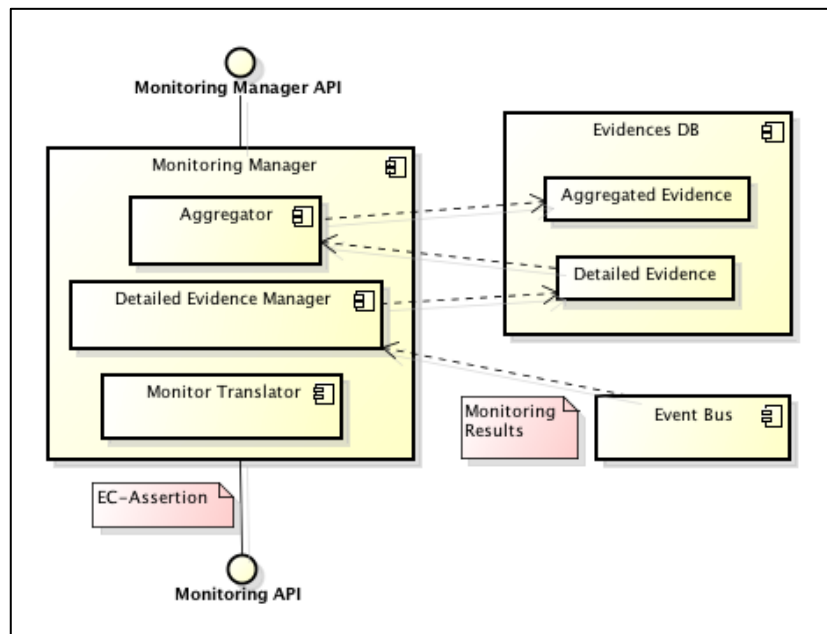 Monitoring Manager API
Monitoring Manager
Aggregator
Detailed Evidence Manager
Monitor Translator
Evidences DB
Aggregated Evidence
Detailed Evidence
Monitoring
Results
Event Bus
EC-Assertion
Monitoring API